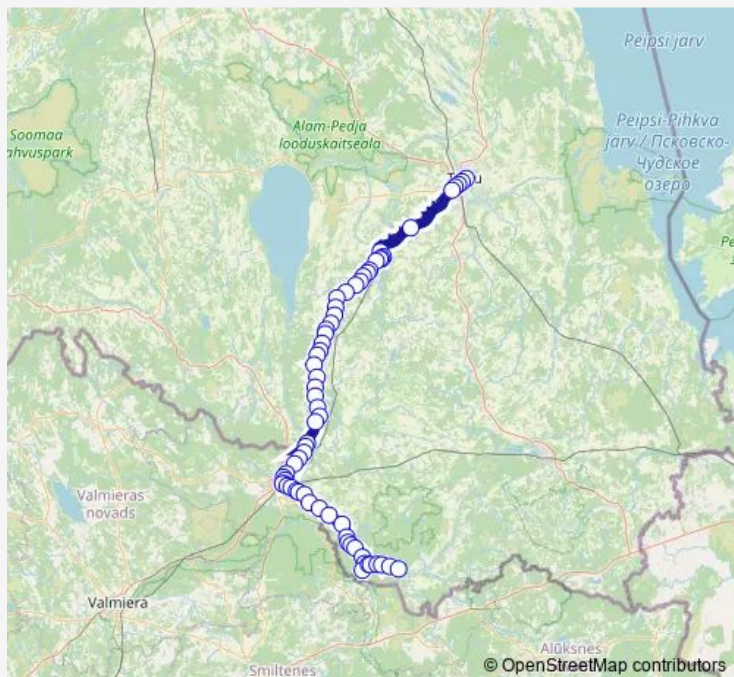 Peipsi järv
Soomaa
ahvuspark
Alam-Pedja
looduskaitseala
Peipsi-Pihkva
järv / Псковско-
Чудское
озеро
Valmieras
novads
Valmiera
Smiltenes
Alūksnes
© OpenStreetMap contributors